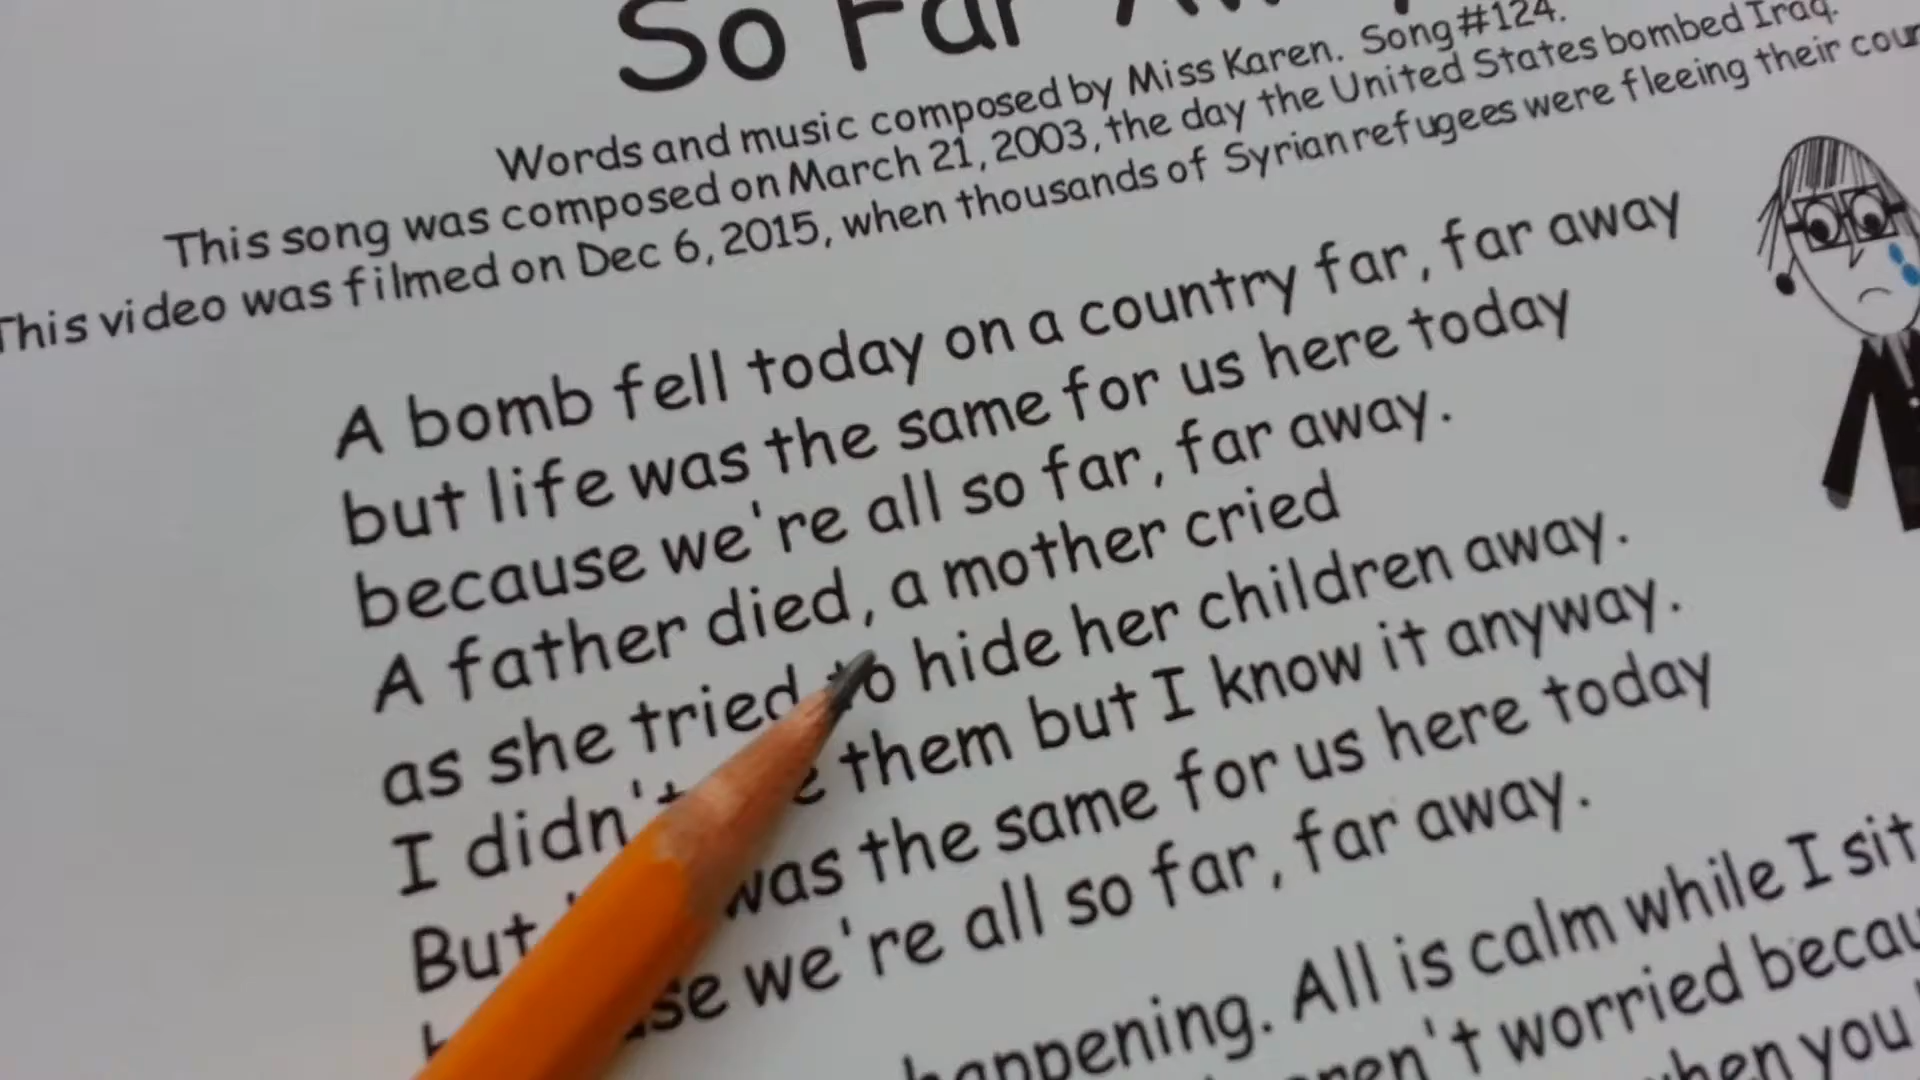 So Far
Words and music composed by Miss Karen. Song #124.
This song was composed on March 21, 2003, the day the United States bombed Iraq.
This video was filmed on Dec 6, 2015, when thousands of Syrian refugees were fleeing their
A bomb fell today on a country far, far away
but life was the same for us here today
because we're all so far, far away.
A father died, a mother cried
as she tried to hide her children away.
I didn't them but I know it anyway.
But was the same for us here today
we're all so far, far away.
happening. All is calm while I sit
worried
you